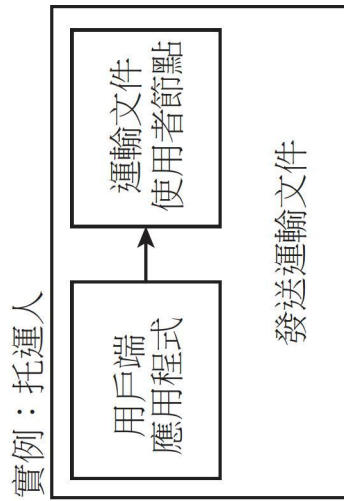 實例：托運人
用戶端
應用程式
運輸文件
使用者節點
發送運輸文件